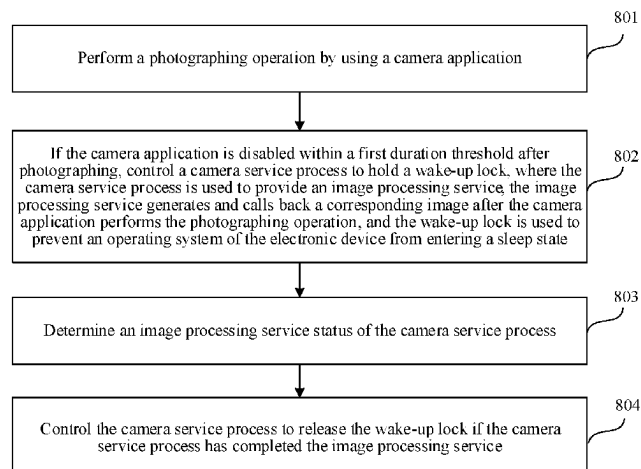 801
Perform a photographing operation by using a camera application
If the camera application is disabled within a first duration threshold after
photographing, control a camera service process to hold a wake-up lock, where the
camera service process is used to provide an image processing service, the image
processing service generates and calls back a corresponding image after the camera
application performs the photographing operation, and the wake-up lock is used to
prevent an operating system of the electronic device from entering a sleep state
802
803
Determine an image processing service status of the camera service process
804
Control the camera service process to release the wake-up lock if the camera
service process has completed the image processing service